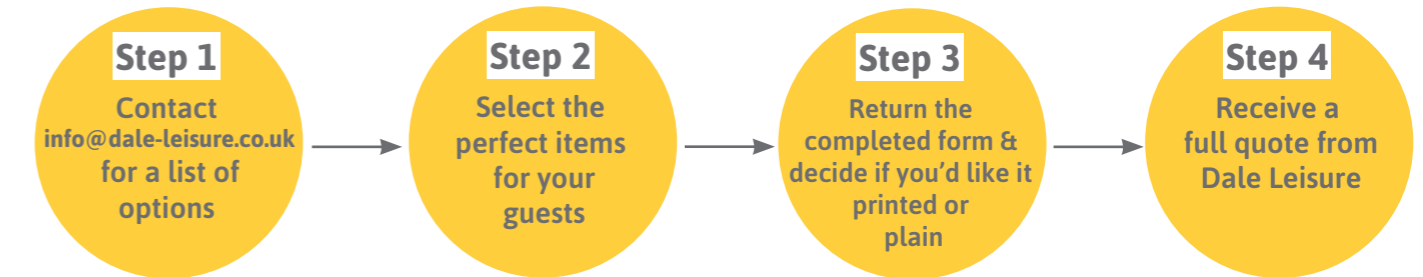 Step 1
Contact
info@dale-leisure.co.uk
for a list of
options
Step 2
Select the
perfect items
for your
guests
Step 3
Return the
completed form &
decide if you'd like it
printed or
plain
Step 4
Receive a
full quote from
Dale Leisure